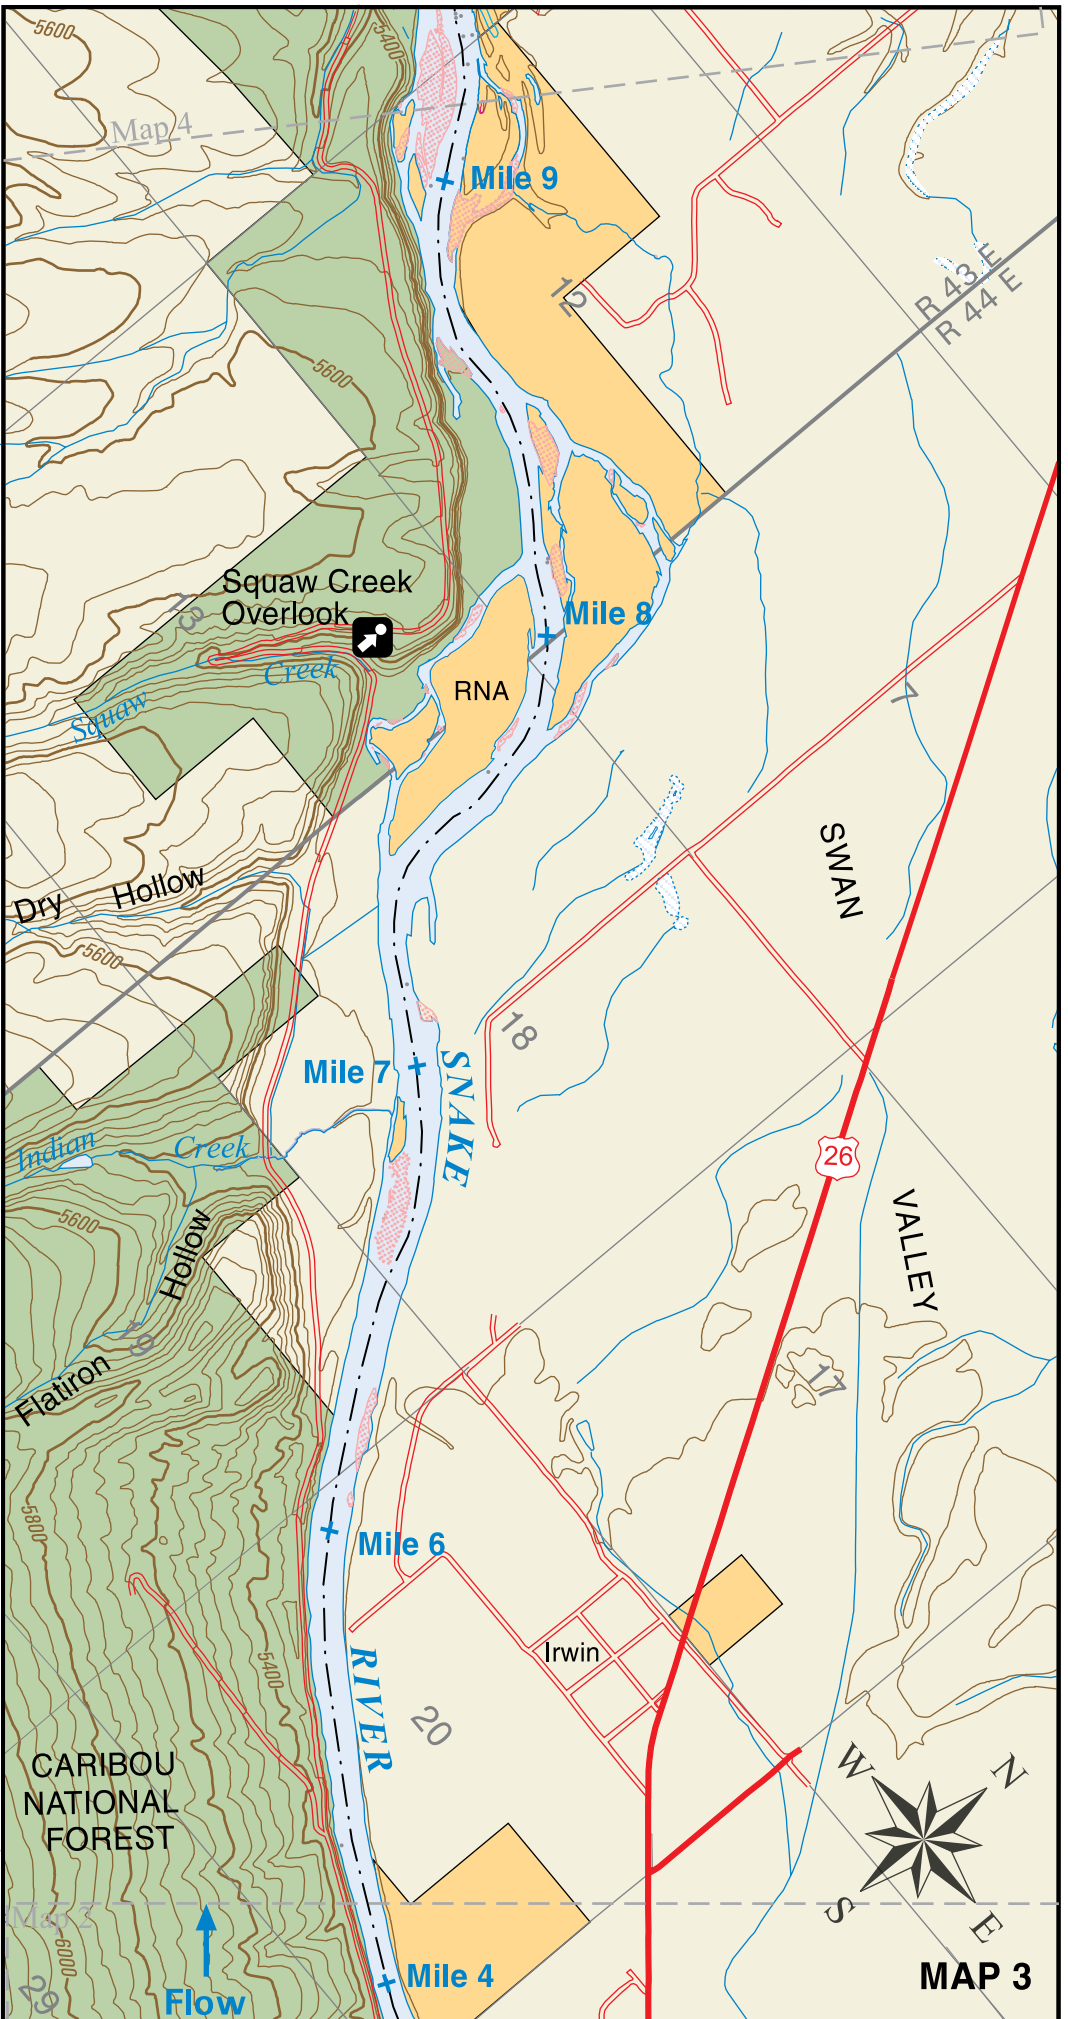 5600
5400
Map 4
Mile 9
12
R 43 E
R 44 E
5600
Squaw Creek
Overlook
13
Mile 8
Creek
Squaw
RNA
7
SWAN
Dry Hollow
5600
18
Mile 7
SNAKE
Indian Creek
26
5600
Hollow
VALLEY
19
Flatiron
17
5800
Mile 6
Irwin
5400
RIVER
20
CARIBOU
NATIONAL
FOREST
W
N
S
E
Map 2
6000
29
Flow
Mile 4
MAP 3